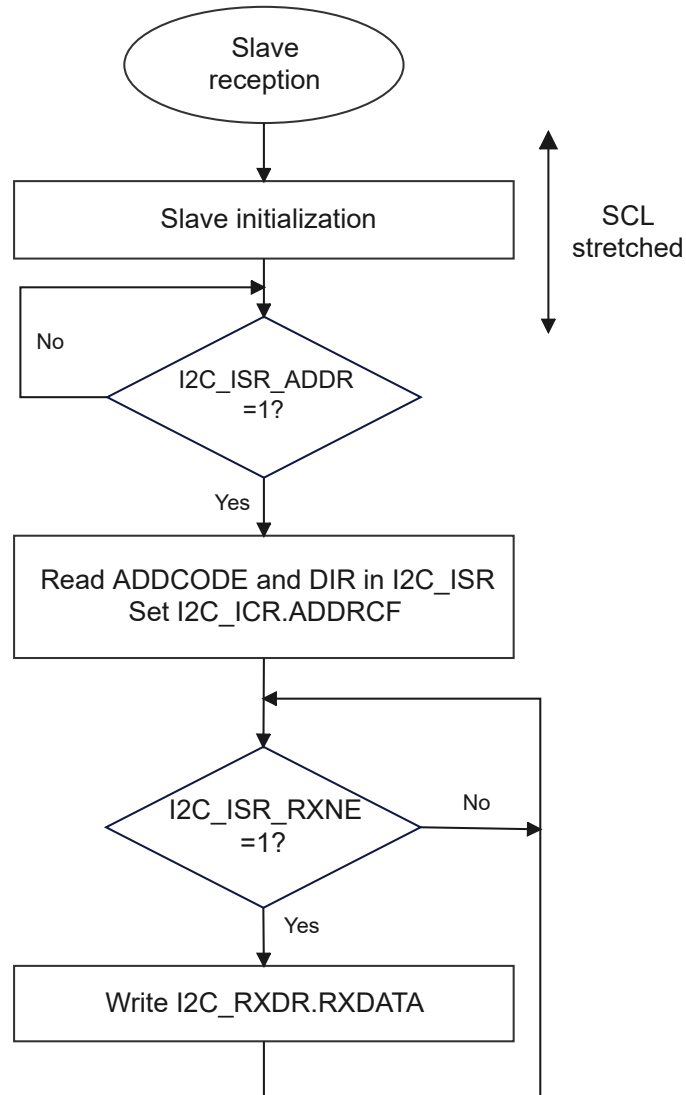 Slave
reception
Slave initialization
SCL
stretched
No
I2C_ISR_ADDR
=1?
Yes
Read ADDCODE and DIR in I2C_ISR
Set I2C_ICR.ADDRCF
I2C_ISR_RXNE
=1?
No
Yes
Write I2C_RXDR.RXDATA